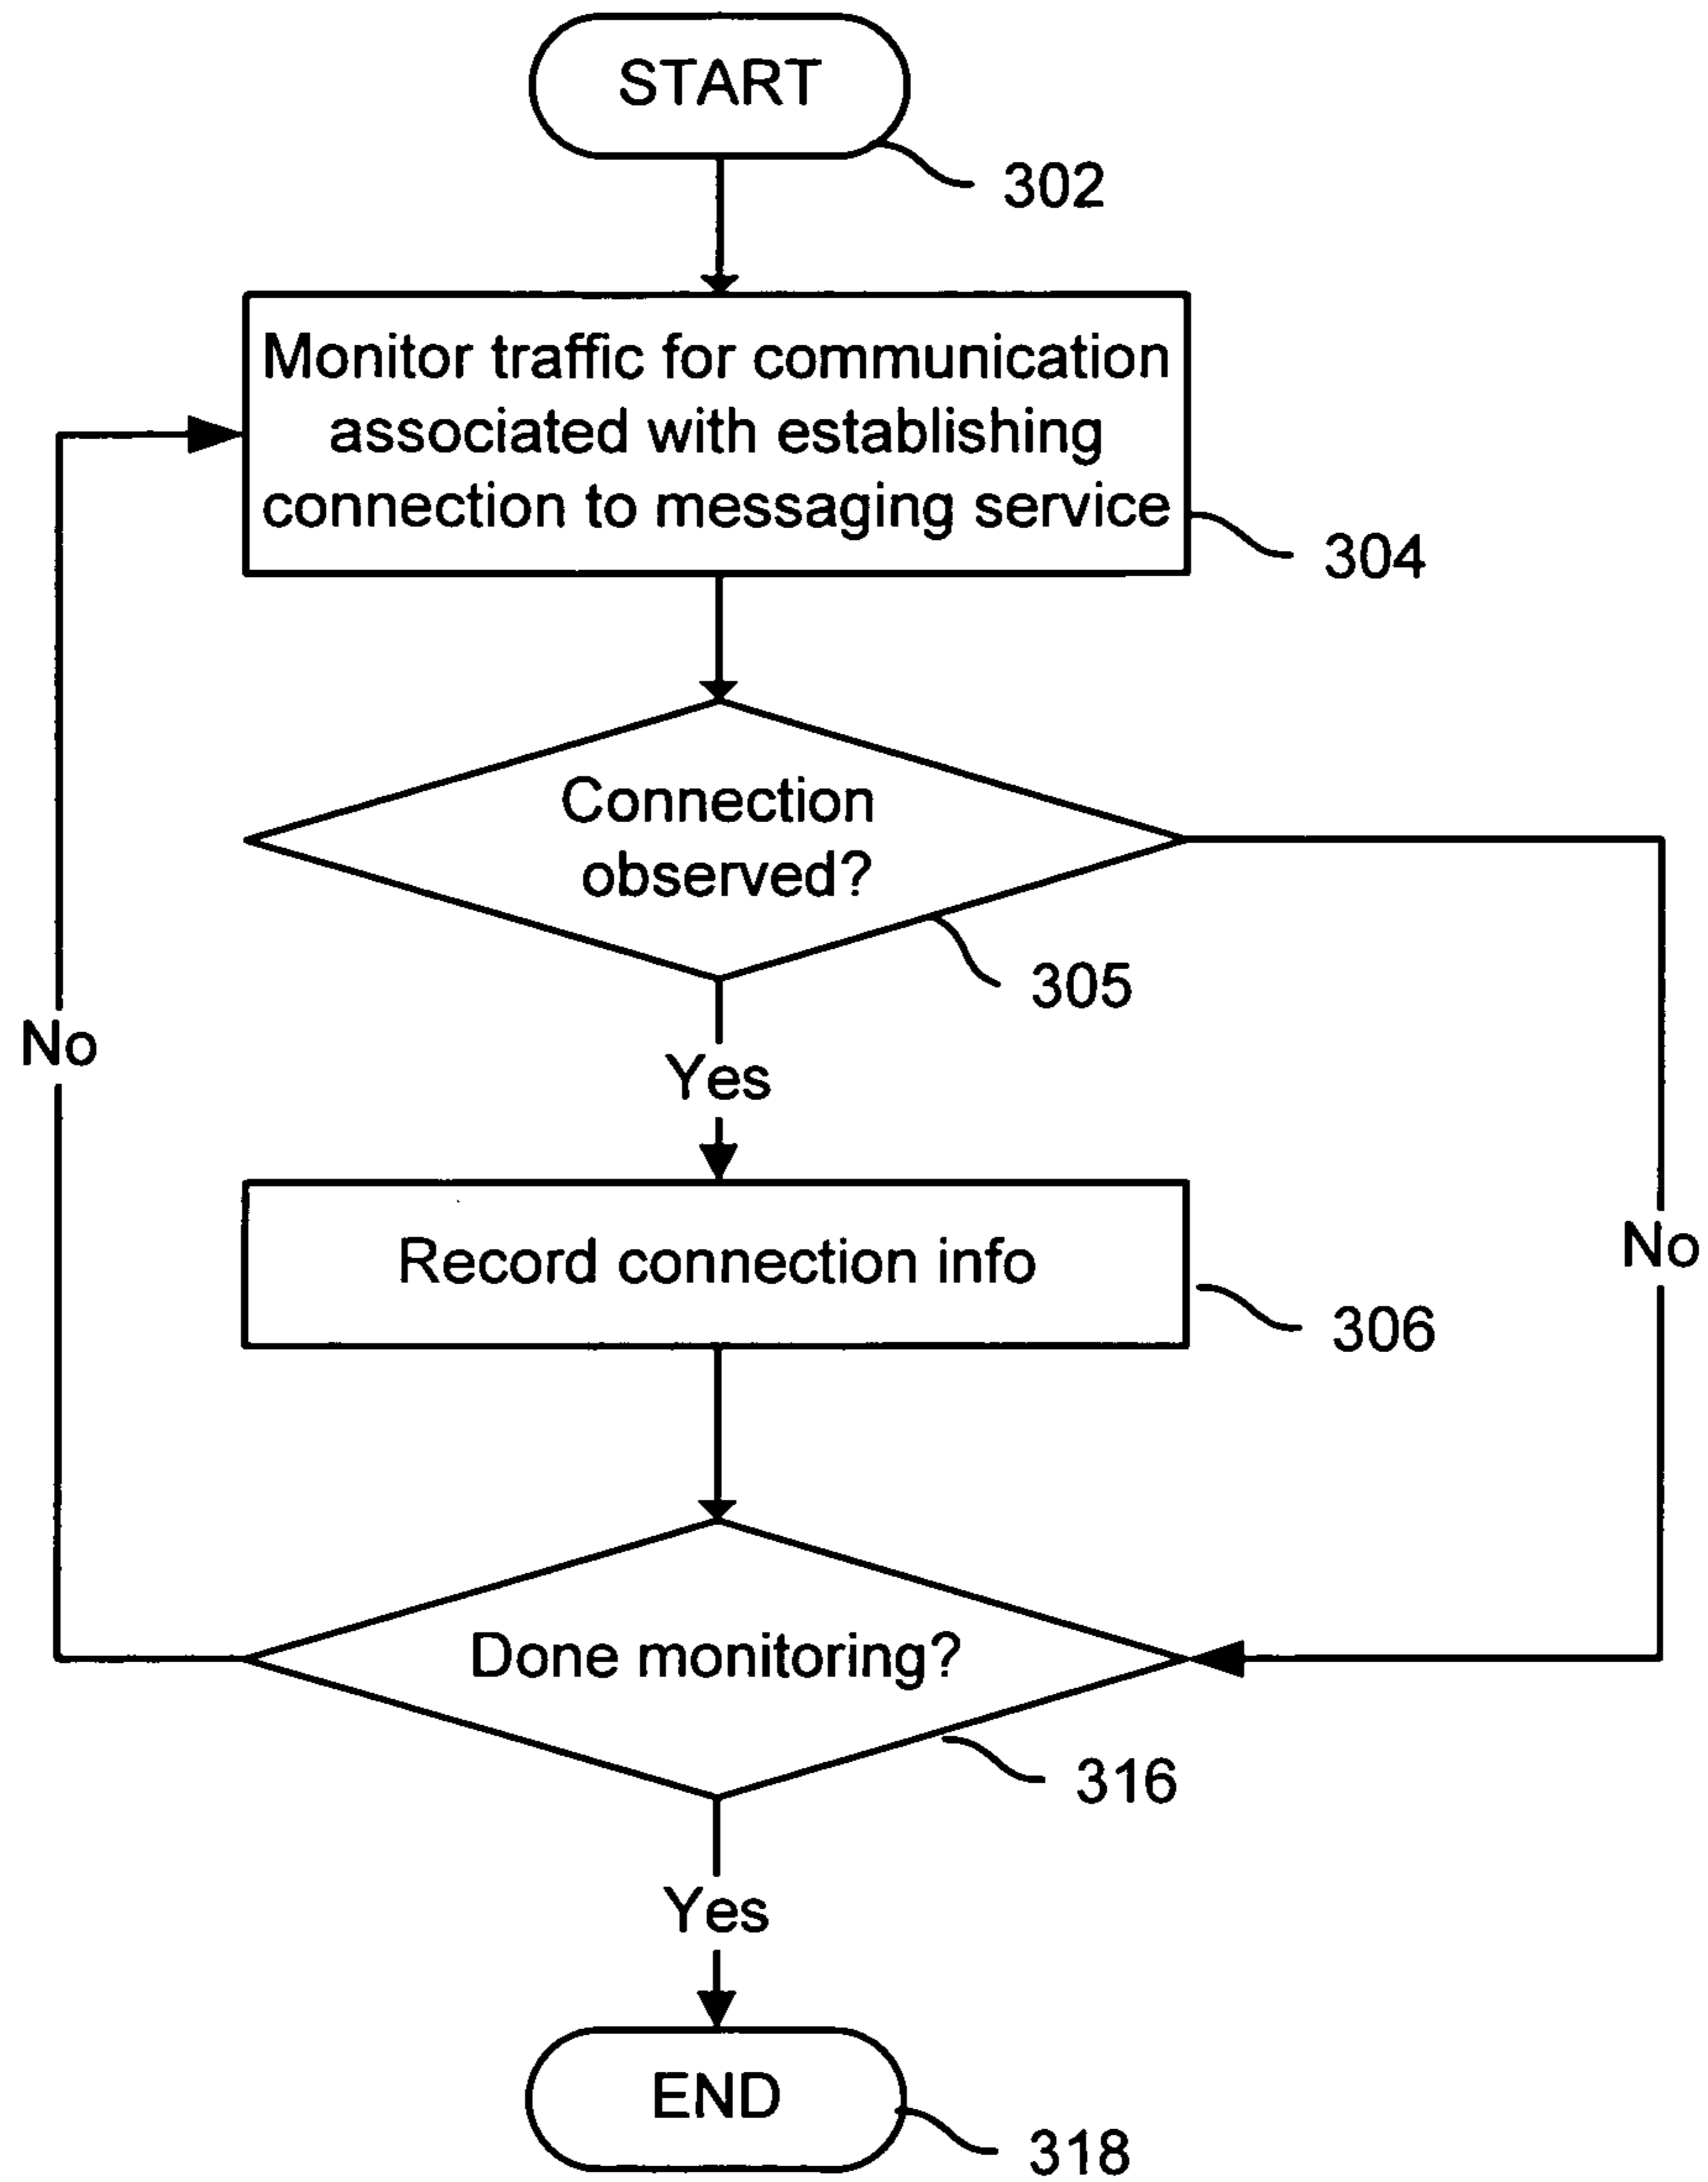 START
302
Monitor traffic for communication
associated with establishing
connection to messaging service
304
Connection
observed?
305
No
Yes
Record connection info
No
306
Done monitoring?
316
Yes
END
318